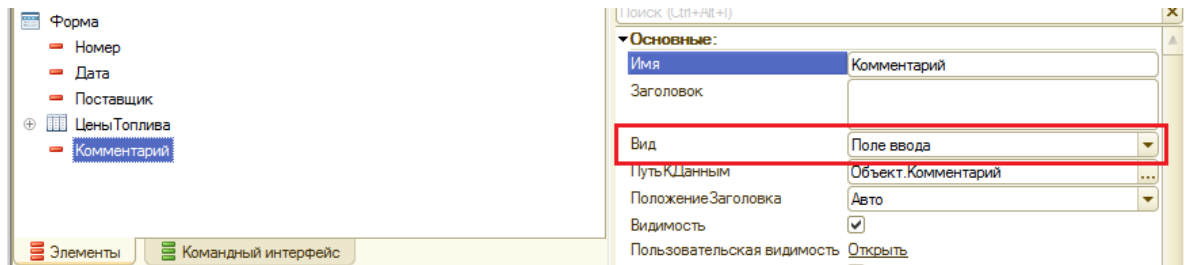 Форма
Номер
Дата
Поставщик
ЦеныТоплива
Комментарий
Элементы
Командный интерфейс
Поиск (Ctrl+Alt+I)
Основные:
Имя
Комментарий
Заголовок
Вид
Поле ввода
ПутьКДанным
Объект.Комментарий
...
ПоложениеЗаголовка
Авто
Видимость
Пользовательская видимость
Открыть